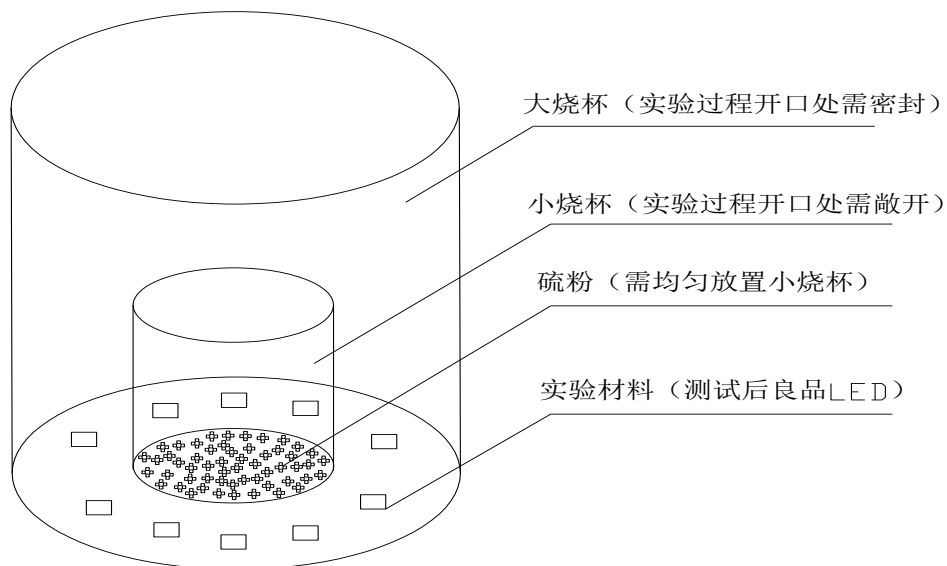 大烧杯（实验过程开口处需密封）
小烧杯（实验过程开口处需敞开）
硫粉（需均匀放置小烧杯）
实验材料（测试后良品LED）